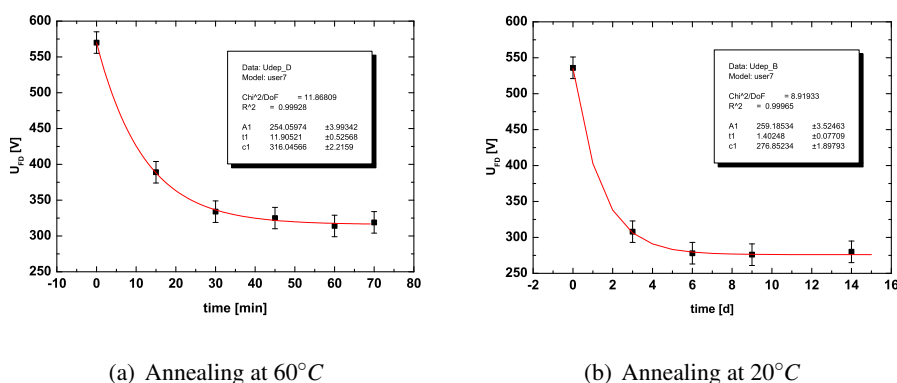 600
550
500
450
400
350
300
250
U_FD [V]
-10 0 10 20 30 40 50 60 70 80
time [min]
Data: Udep_D
Model: user7
Chi^2/DoF = 11.86809
R^2 = 0.99928
A1 254.05974 ±3.99342
t1 11.90521 ±0.52568
c1 316.04566 ±2.2159
(a) Annealing at 60°C
600
550
500
450
400
350
300
250
U_FD [V]
-2 0 2 4 6 8 10 12 14 16
time [d]
Data: Udep_B
Model: user7
Chi^2/DoF = 8.91933
R^2 = 0.99965
A1 259.18534 ±3.52463
t1 1.40248 ±0.07709
c1 276.85234 ±1.89793
(b) Annealing at 20°C